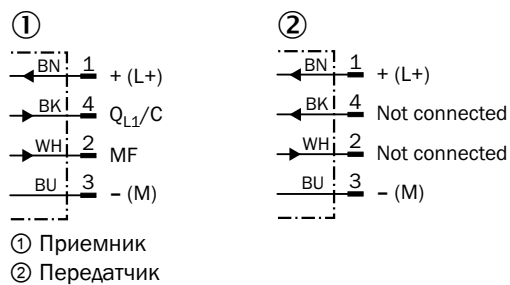 ①
BN 1 + (L+)
BK 4 Q_L1/C
WH 2 MF
BU 3 − (M)
②
BN 1 + (L+)
BK 4 Not connected
WH 2 Not connected
BU 3 − (M)
① Приемник
② Передатчик